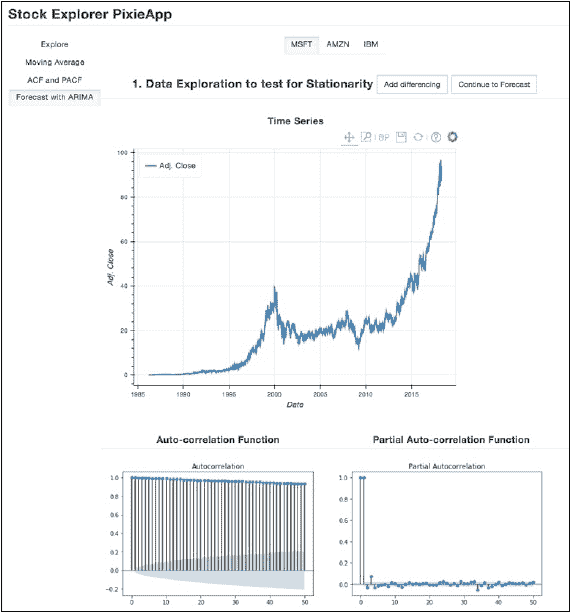 Stock Explorer PixieApp
Explore
Moving Average
ACF and PACF
Forecast with ARIMA
MSFT AMZN IBM
1. Data Exploration to test for Stationarity Add differencing Continue to Forecast
Time Series
Adj. Close
100
80
60
40
20
0
Adj. Close
1985 1990 1995 2000 2005 2010 2015
Date
Auto-correlation Function
Autocorrelation
1.0
0.8
0.6
0.4
0.2
0.0
−0.2
0 10 20 30 40 50
Partial Auto-correlation Function
Partial Autocorrelation
1.0
0.8
0.6
0.4
0.2
0.0
0 10 20 30 40 50